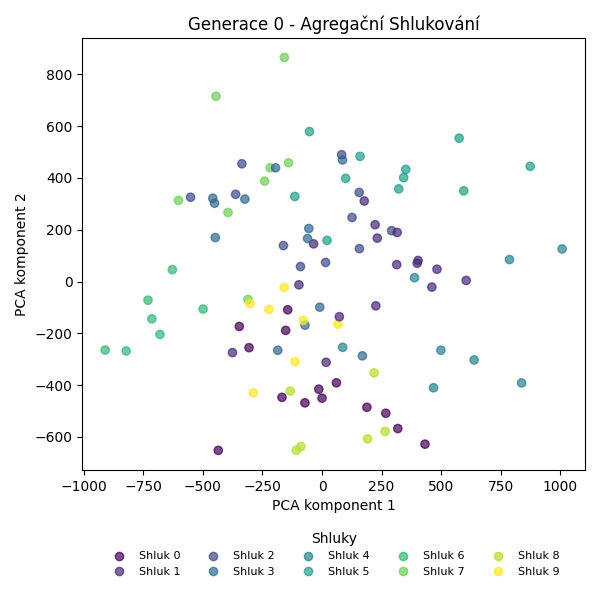 Generace 0 - Agregační Shlukování
PCA komponent 2
800
600
400
200
0
−200
−400
−600
−1000 −750 −500 −250 0 250 500 750 1000
PCA komponent 1
Shluky
Shluk 0 Shluk 2 Shluk 4 Shluk 6 Shluk 8
Shluk 1 Shluk 3 Shluk 5 Shluk 7 Shluk 9